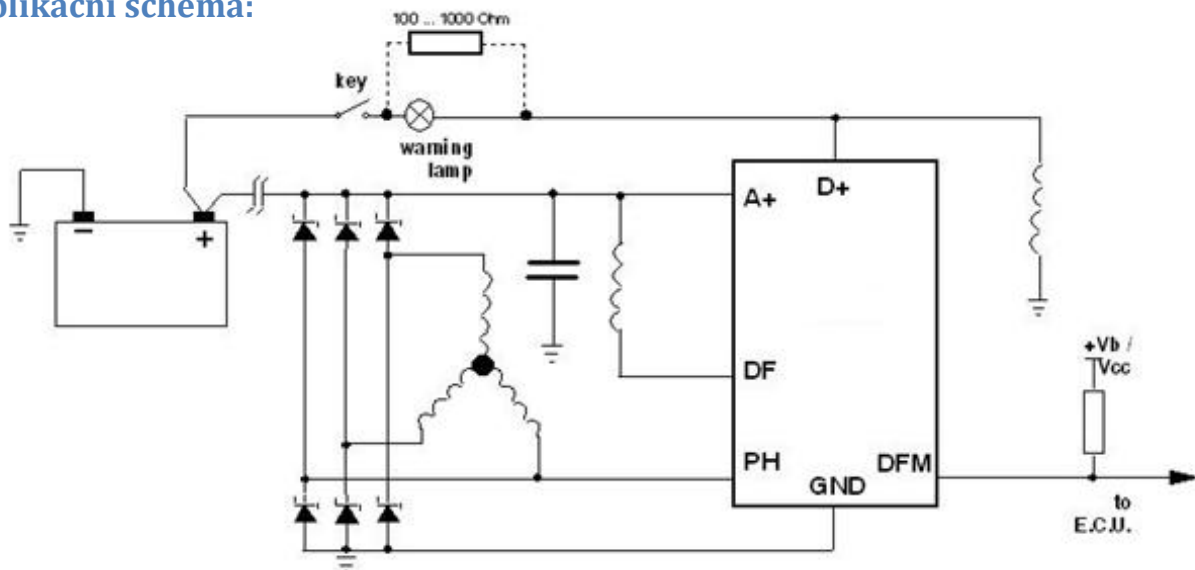 plikační schéma:
100 ... 1000 Ohm
key
warning
lamp
A+
D+
− +
DF
+Vb /
Vcc
PH
DFM
GND
to
E.C.U.